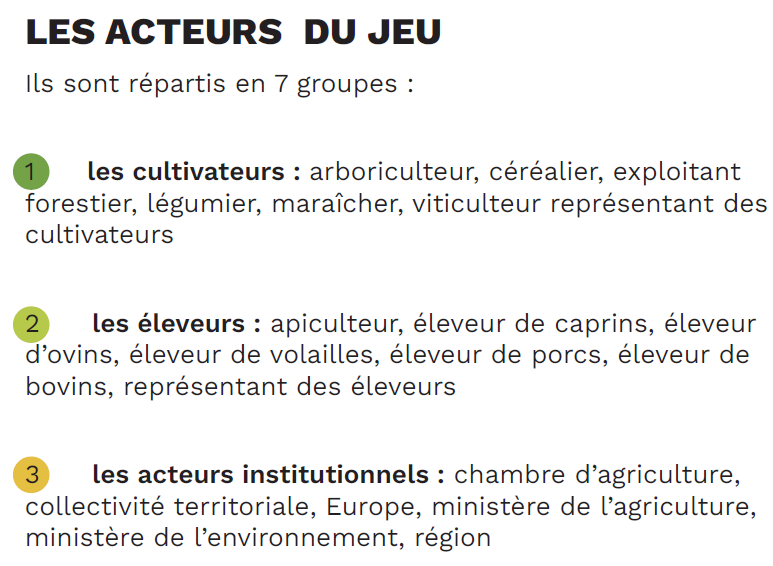 LES ACTEURS DU JEU
Ils sont répartis en 7 groupes :
1 les cultivateurs : arboriculteur, céréalier, exploitant
forestier, légumier, maraîcher, viticulteur représentant des
cultivateurs
2 les éleveurs : apiculteur, éleveur de caprins, éleveur
d’ovins, éleveur de volailles, éleveur de porcs, éleveur de
bovins, représentant des éleveurs
3 les acteurs institutionnels : chambre d’agriculture,
collectivité territoriale, Europe, ministère de l’agriculture,
ministère de l’environnement, région